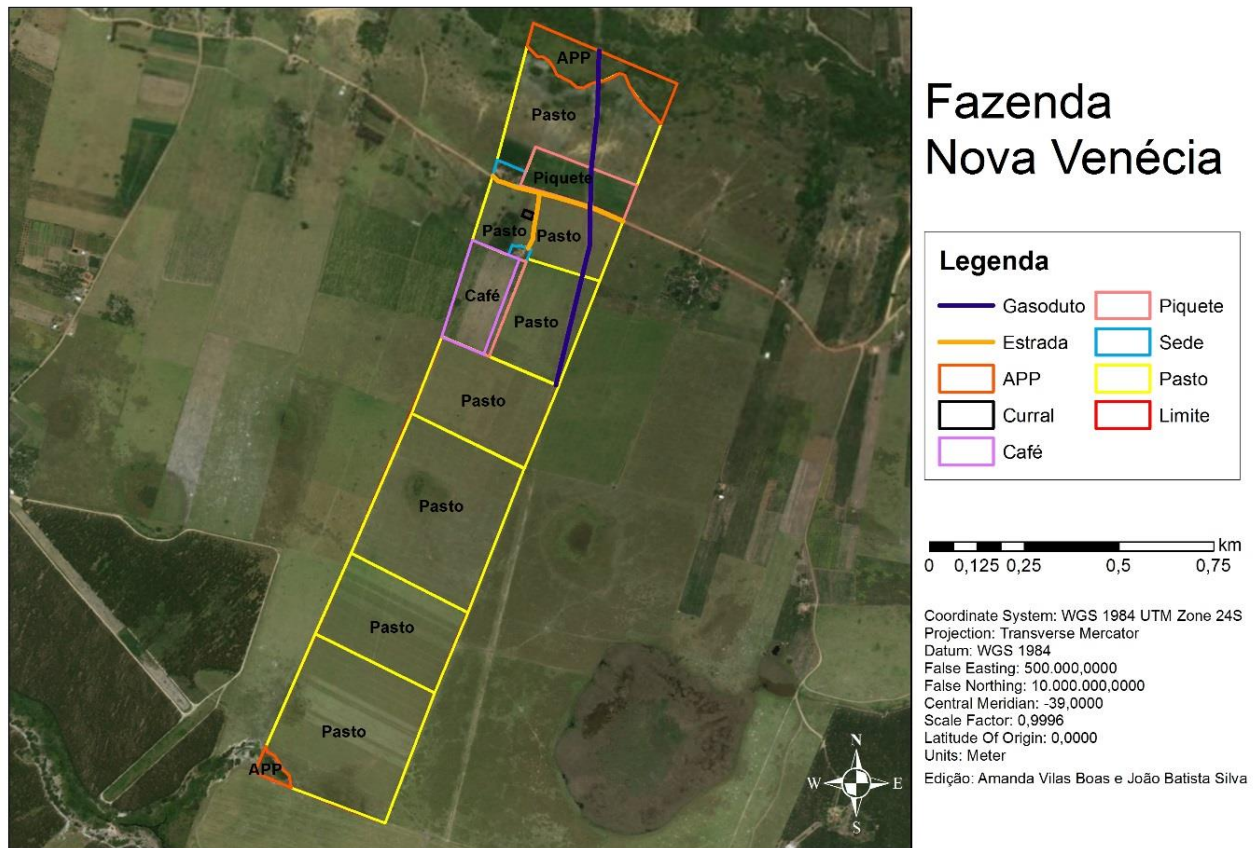 APP
Pasto
Piquete
Pasto
Pasto
Café
Pasto
Pasto
Pasto
Pasto
Pasto
APP
N
W E
S
Fazenda
Nova Venécia
Legenda
Gasoduto
Estrada
APP
Curral
Café
Piquete
Sede
Pasto
Limite
km
0 0,125 0,25 0,5 0,75
Coordinate System: WGS 1984 UTM Zone 24S
Projection: Transverse Mercator
Datum: WGS 1984
False Easting: 500.000,0000
False Northing: 10.000.000,0000
Central Meridian: -39,0000
Scale Factor: 0,9996
Latitude Of Origin: 0,0000
Units: Meter
Edição: Amanda Vilas Boas e João Batista Silva